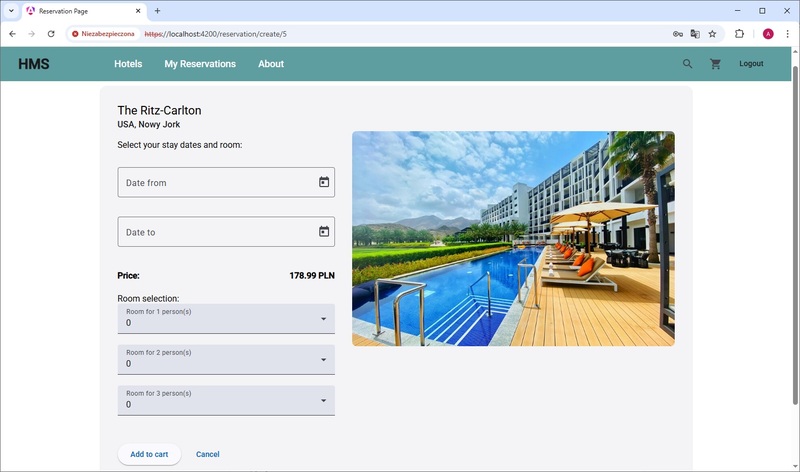 Reservation Page
Niezabezpieczona
https://localhost:4200/reservation/create/5
A
HMS
Hotels
My Reservations
About
Logout
The Ritz-Carlton
USA, Nowy Jork
Select your stay dates and room:
Date from
Date to
Price:
178.99 PLN
Room selection:
Room for 1 person(s)
0
Room for 2 person(s)
0
Room for 3 person(s)
0
Add to cart
Cancel